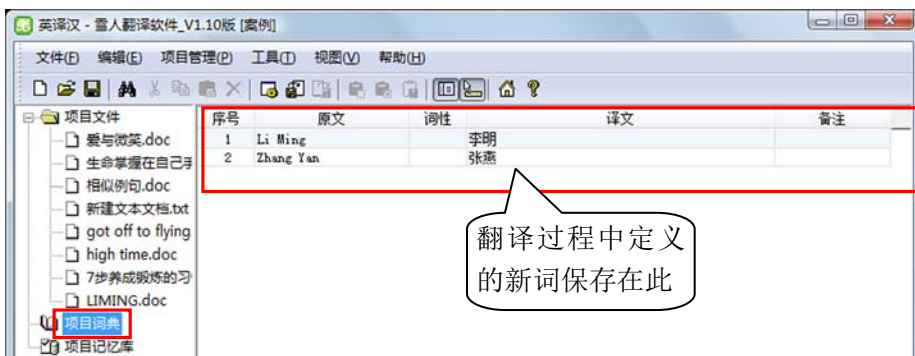 英译汉 - 雪人翻译软件_V1.10版 [案例]
文件(F) 编辑(E) 项目管理(P) 工具(T) 视图(V) 帮助(H)
项目文件
爱与微笑.doc
生命掌握在自己手
相似例句.doc
新建文本文档.txt
got off to flying
high time.doc
7步养成锻炼的习
LIMING.doc
项目词典
项目记忆库
序号 原文 词性 译文 备注
1 Li Ming 李明
2 Zhang Yan 张燕
翻译过程中定义
的新词保存在此